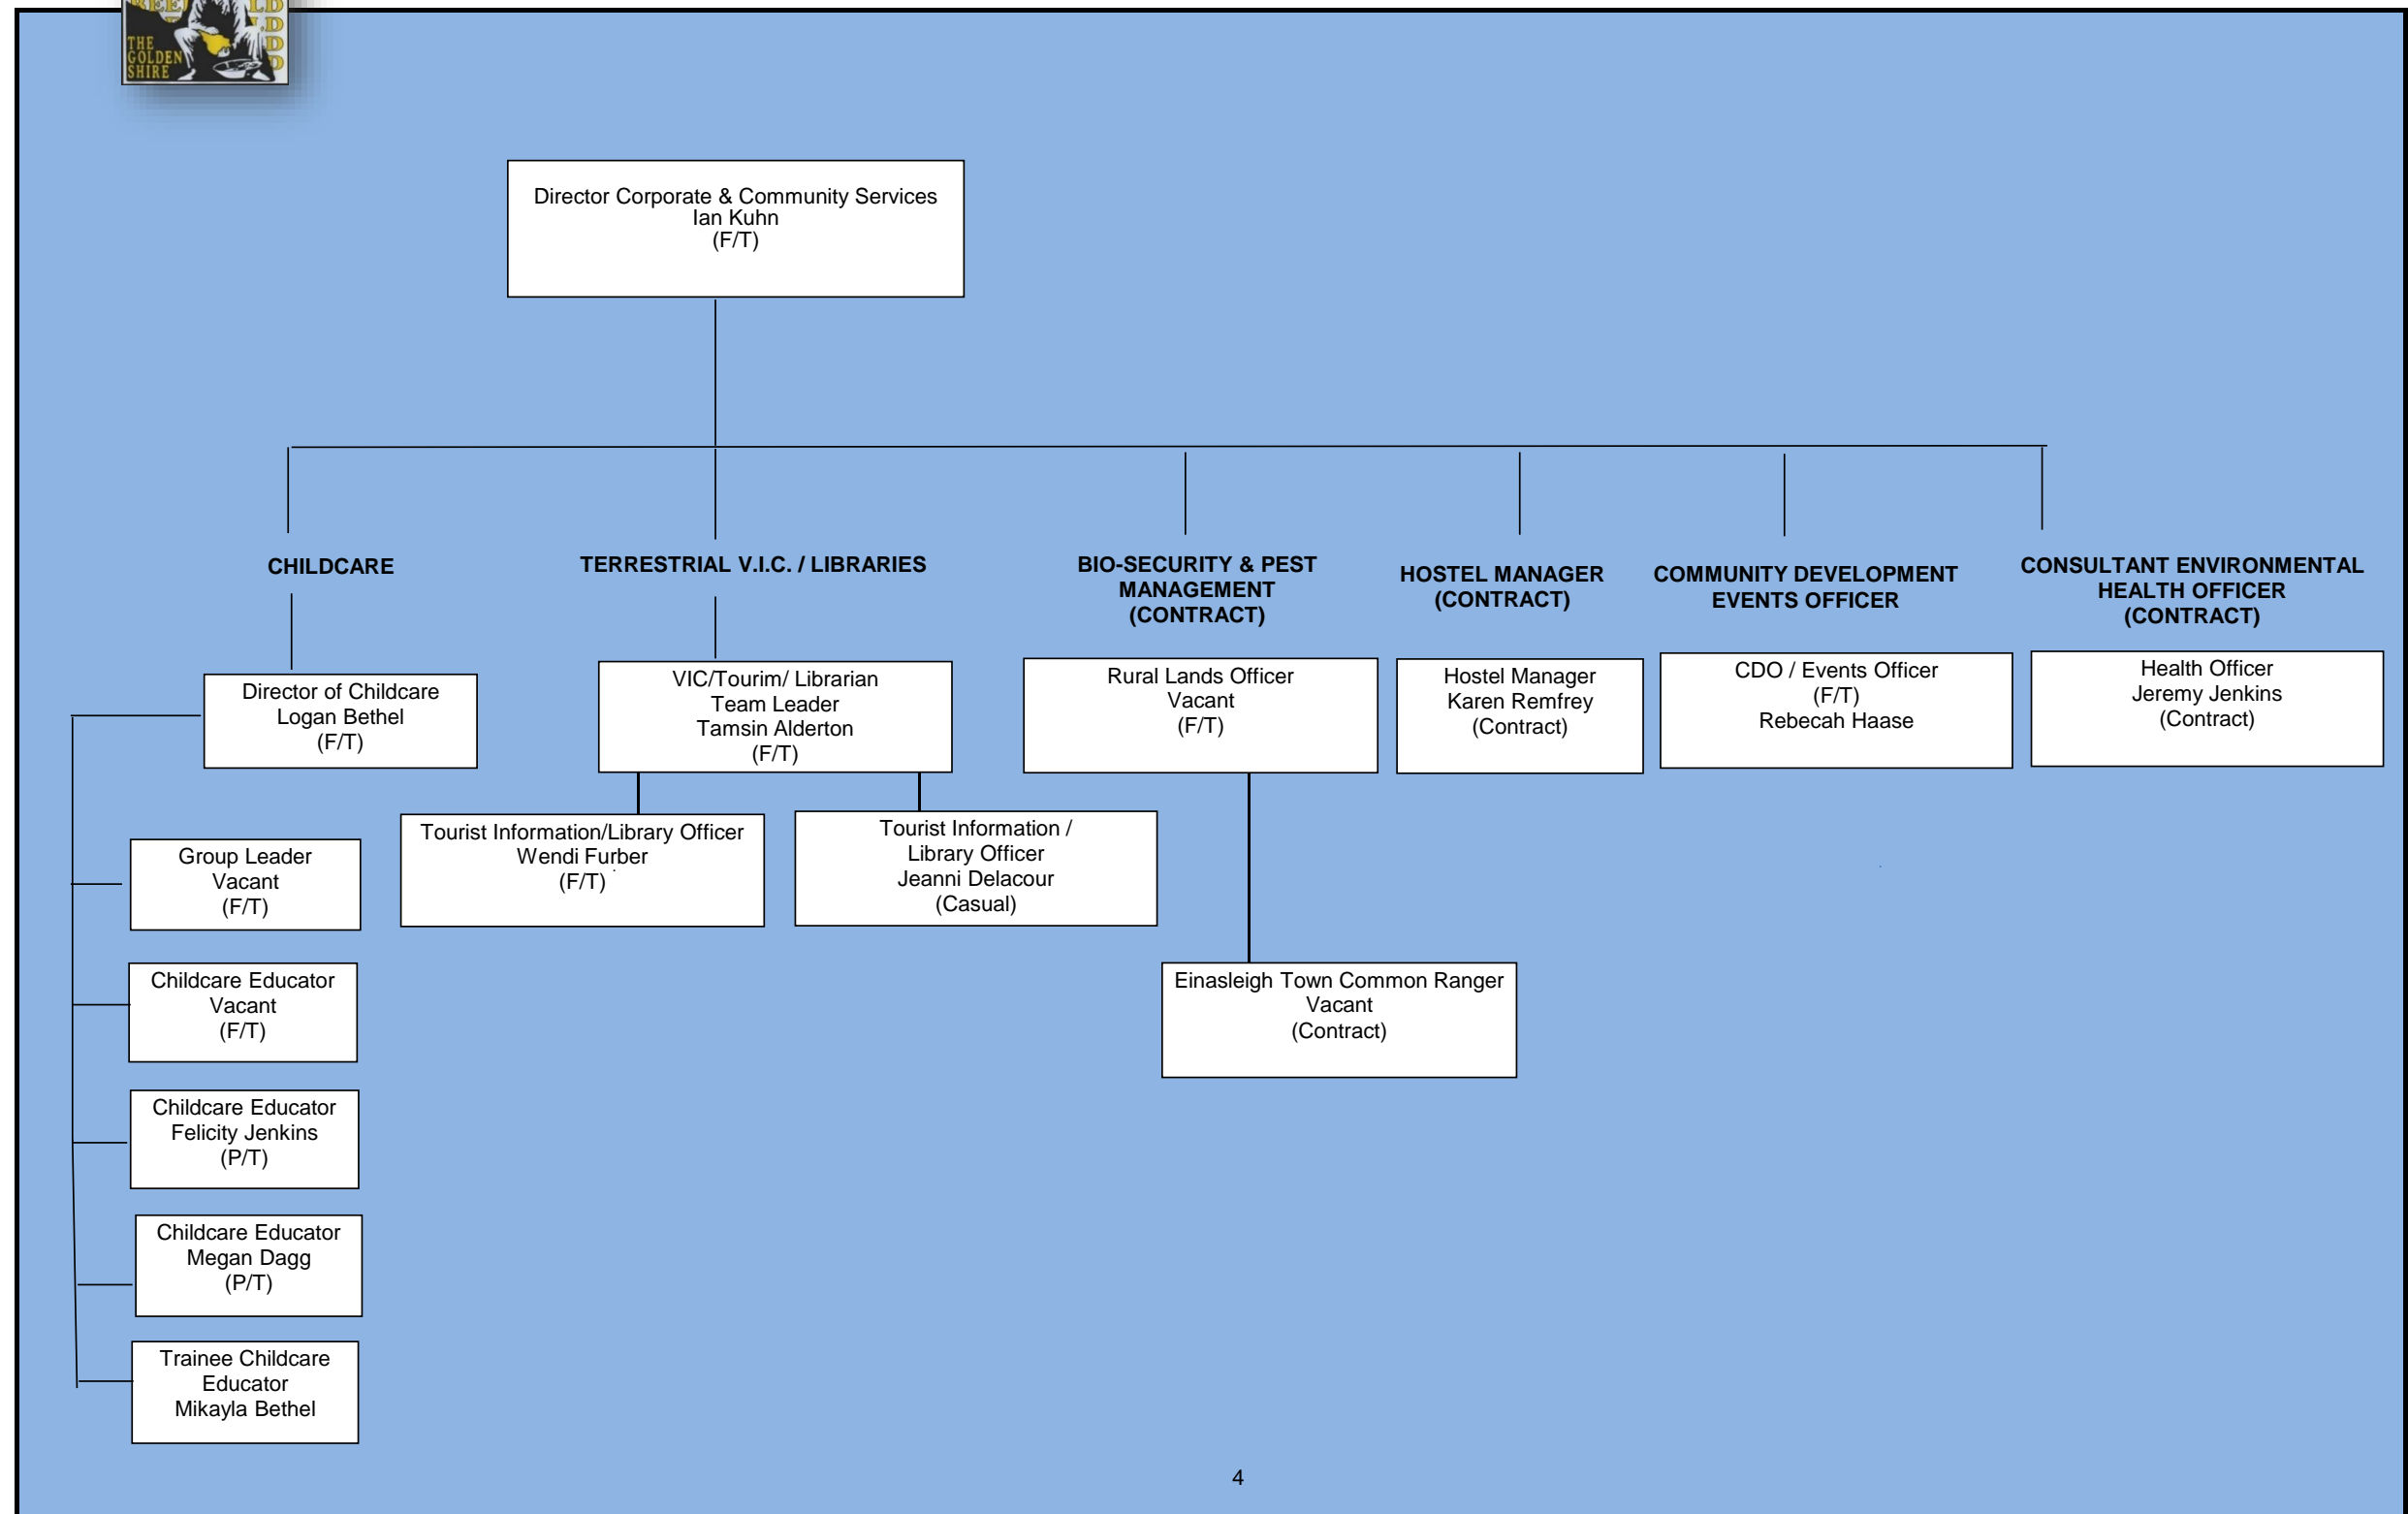 THE
GOLDEN
SHIRE
Director Corporate & Community Services
Ian Kuhn
(F/T)
CHILDCARE
TERRESTRIAL V.I.C. / LIBRARIES
BIO-SECURITY & PEST
MANAGEMENT
(CONTRACT)
HOSTEL MANAGER
(CONTRACT)
COMMUNITY DEVELOPMENT
EVENTS OFFICER
CONSULTANT ENVIRONMENTAL
HEALTH OFFICER
(CONTRACT)
Director of Childcare
Logan Bethel
(F/T)
VIC/Tourim/ Librarian
Team Leader
Tamsin Alderton
(F/T)
Rural Lands Officer
Vacant
(F/T)
Hostel Manager
Karen Remfrey
(Contract)
CDO / Events Officer
(F/T)
Rebecah Haase
Health Officer
Jeremy Jenkins
(Contract)
Tourist Information/Library Officer
Wendi Furber
(F/T)
Tourist Information /
Library Officer
Jeanni Delacour
(Casual)
Group Leader
Vacant
(F/T)
Childcare Educator
Vacant
(F/T)
Einasleigh Town Common Ranger
Vacant
(Contract)
Childcare Educator
Felicity Jenkins
(P/T)
Childcare Educator
Megan Dagg
(P/T)
Trainee Childcare
Educator
Mikayla Bethel
4